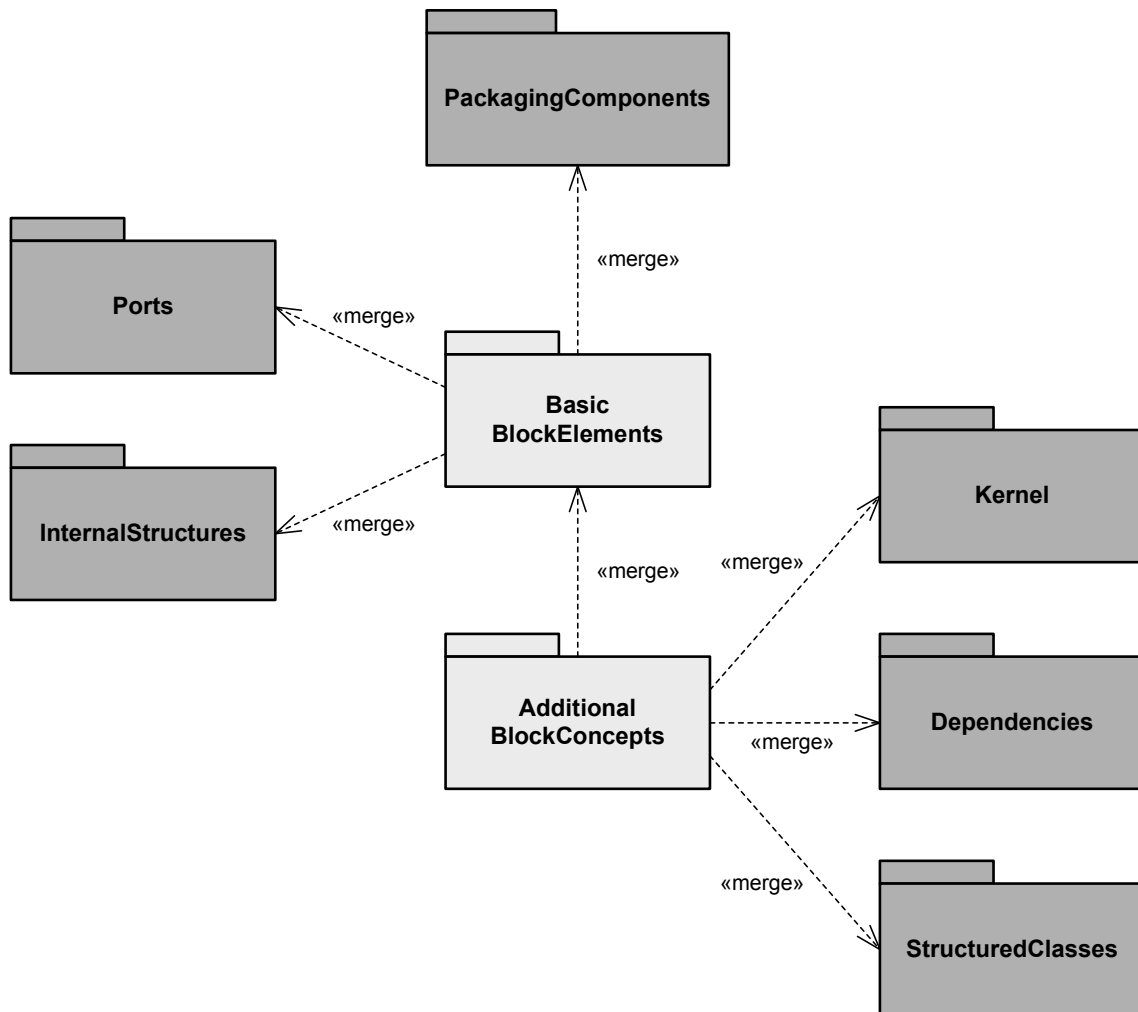 PackagingComponents
«merge»
Ports
«merge»
Basic
BlockElements
InternalStructures
«merge»
Kernel
«merge»
«merge»
Additional
BlockConcepts
Dependencies
«merge»
«merge»
StructuredClasses